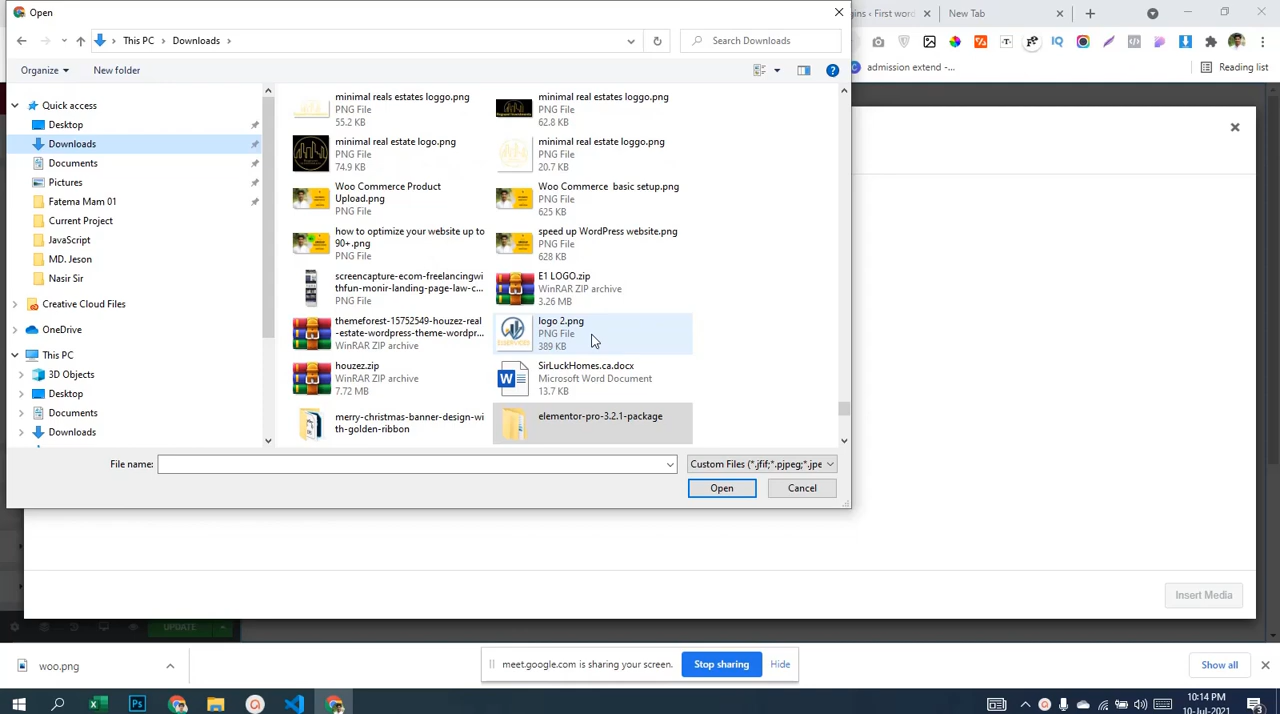 Open
gins ‹ First word
New Tab
This PC
Downloads
Search Downloads
Organize
New folder
admission extend -...
Reading list
Quick access
Desktop
Downloads
Documents
Pictures
Fatema Mam 01
Current Project
JavaScript
MD. Jeson
Nasir Sir
Creative Cloud Files
OneDrive
This PC
3D Objects
Desktop
Documents
Downloads
minimal reals estates loggo.png
PNG File
55.2 KB
minimal real estates loggo.png
PNG File
62.8 KB
minimal real estate loggo.png
PNG File
74.9 KB
minimal real estate loggo.png
PNG File
20.7 KB
Woo Commerce Product
Upload.png
PNG File
Woo Commerce  basic setup.png
PNG File
625 KB
how to optimize your website up to
90+.png
PNG File
speed up WordPress website.png
PNG File
628 KB
screencapture-ecom-freelancingwi
thfun-monir-landing-page-law-c...
PNG File
E1 LOGO.zip
WinRAR ZIP archive
3.26 MB
themeforest-15752549-houzez-real
-estate-wordpress-theme-wordpr...
WinRAR ZIP archive
logo 2.png
PNG File
389 KB
houzez.zip
WinRAR ZIP archive
7.72 MB
SirLuckHomes.ca.docx
Microsoft Word Document
13.7 KB
merry-christmas-banner-design-wi
th-golden-ribbon
elementor-pro-3.2.1-package
File name:
Custom Files (*.jfif;*.pjpeg;*.jpe
Open
Cancel
Insert Media
UPDATE
woo.png
meet.google.com is sharing your screen.
Stop sharing
Hide
Show all
10:14 PM
10-Jul-2021